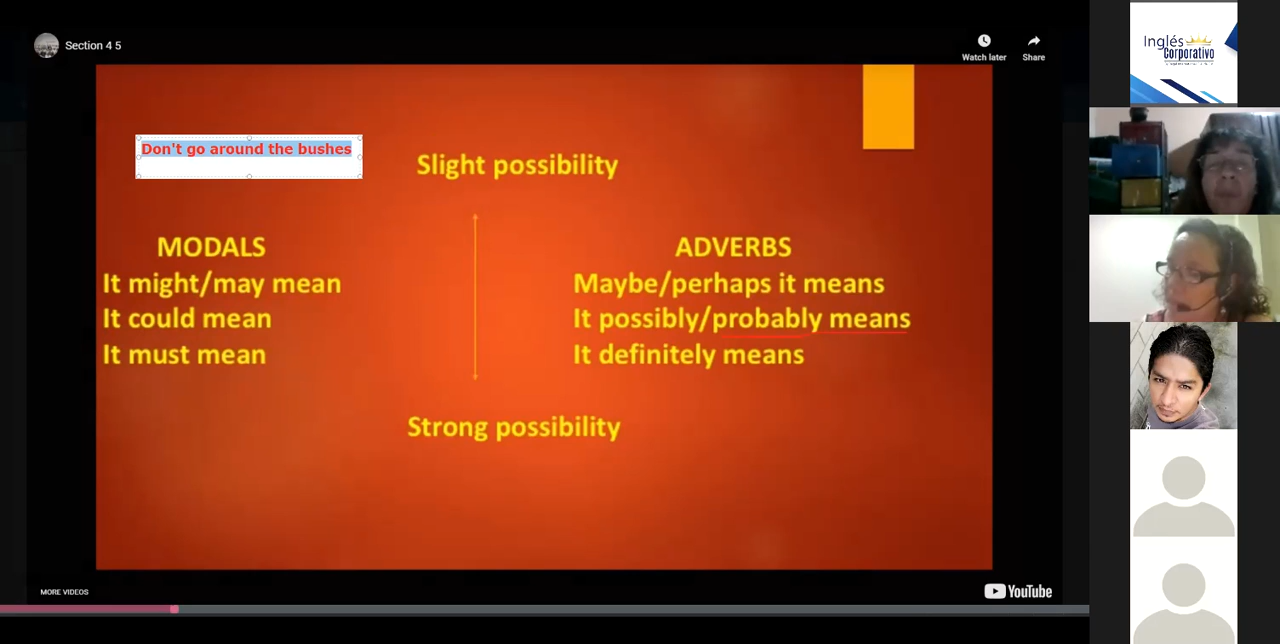 Section 4 5
Watch later
Share
Don't go around the bushes
Slight possibility
MODALS
It might/may mean
It could mean
It must mean
ADVERBS
Maybe/perhaps it means
It possibly/probably means
It definitely means
Strong possibility
MORE VIDEOS
YouTube
Inglés
Corporativo